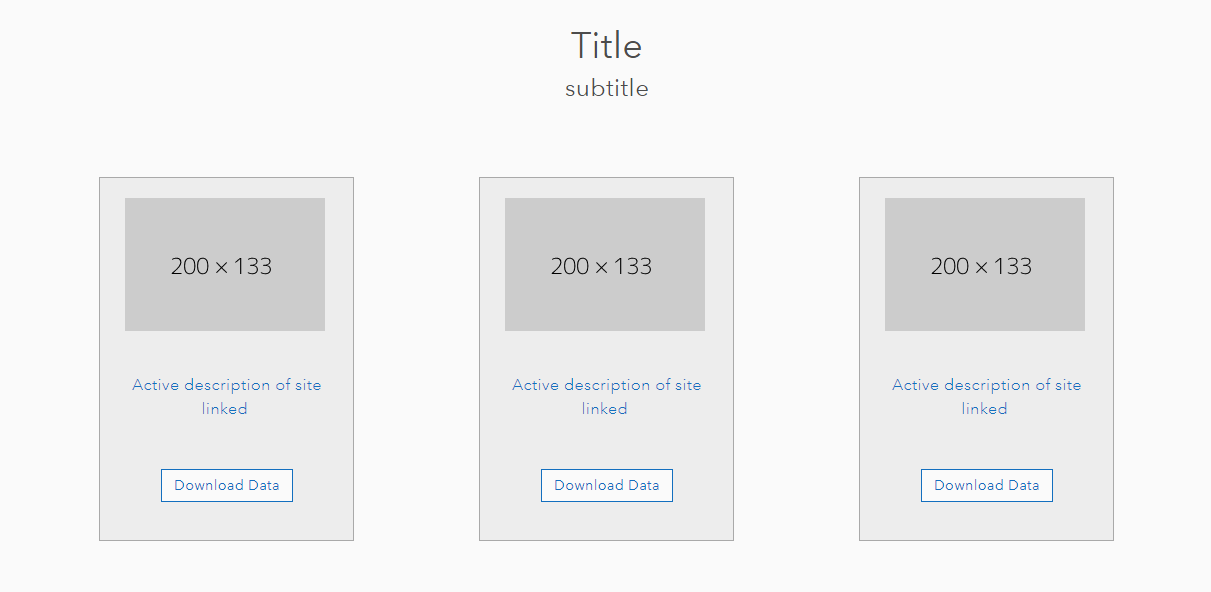 Title
subtitle
200 × 133
Active description of site
linked
Download Data
200 × 133
Active description of site
linked
Download Data
200 × 133
Active description of site
linked
Download Data